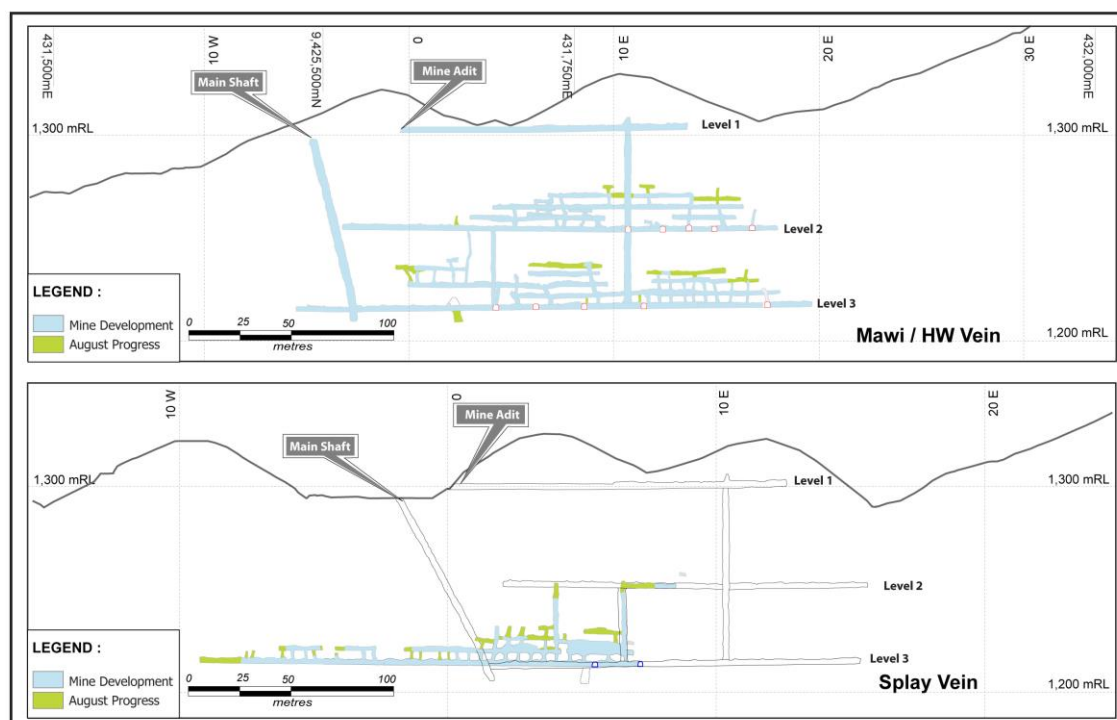 431,500mE
10 W
9,425,500mN
0
431,750mE
10 E
20 E
30 E
432,000mE
Main Shaft
Mine Adit
1,300 mRL
Level 1
1,300 mRL
Level 2
Level 3
LEGEND :
Mine Development
August Progress
0 25 50 100
metres
1,200 mRL
Mawi / HW Vein
10 W
0
10 E
20 E
Mine Adit
Main Shaft
1,300 mRL
Level 1
1,300 mRL
Level 2
Level 3
LEGEND :
Mine Development
August Progress
0 25 50 100
metres
1,200 mRL
Splay Vein